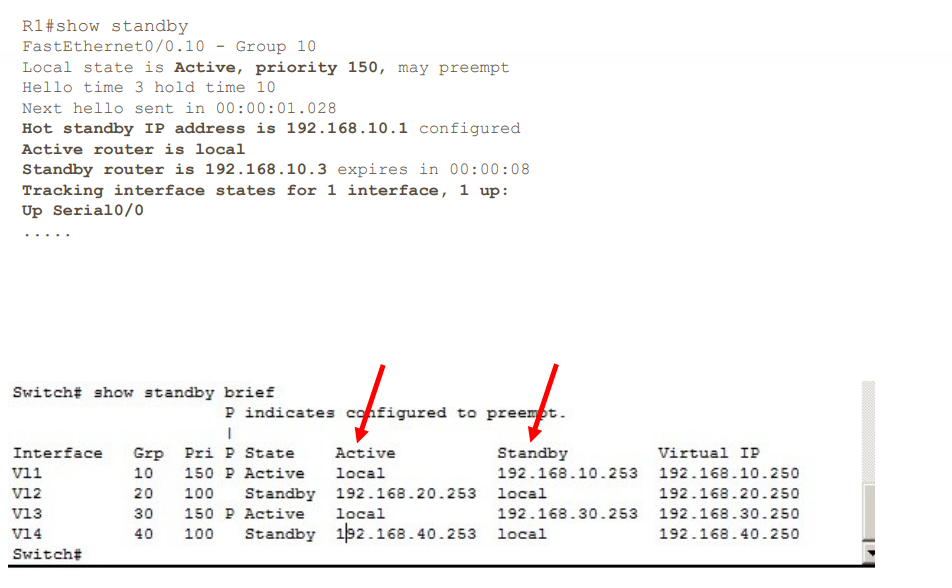 R1#show standby
FastEthernet0/0.10 - Group 10
Local state is Active, priority 150, may preempt
Hello time 3 hold time 10
Next hello sent in 00:00:01.028
Hot standby IP address is 192.168.10.1 configured
Active router is local
Standby router is 192.168.10.3 expires in 00:00:08
Tracking interface states for 1 interface, 1 up:
Up Serial0/0
.....
Switch# show standby brief
P indicates configured to preempt.
|
Interface Grp Pri P State Active Standby Virtual IP
Vl1 10 150 P Active local 192.168.10.253 192.168.10.250
Vl2 20 100 Standby 192.168.20.253 local 192.168.20.250
Vl3 30 150 P Active local 192.168.30.253 192.168.30.250
Vl4 40 100 Standby 192.168.40.253 local 192.168.40.250
Switch#